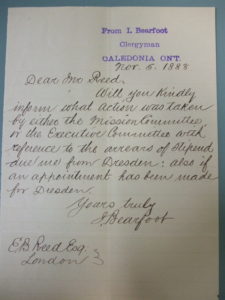 From I. Bearfoot
Clergyman
CALEDONIA ONT.
Nov. 5. 1888
Dear Mr Reed.
Will you kindly
inform what action was taken
by either the Mission Committee,
or the Executive Committee with
reference to the arrears of stipend
due me from Dresden: also if
an appointment has been made
for Dresden.
Yours truly
I Bearfoot
E.B. Reed Esq.
London